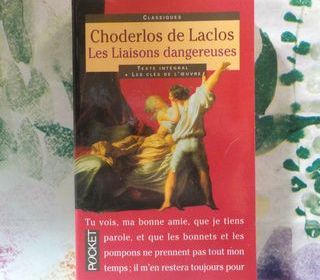 CLASSIQUES
Choderlos de Laclos
Les Liaisons dangereuses
TEXTE INTÉGRAL
+ LES CLÉS DE L'ŒUVRE
POCKET
Tu vois, ma bonne amie, que je tiens
parole, et que les bonnets et les
pompons ne prennent pas tout mon
temps ; il m'en restera toujours pour